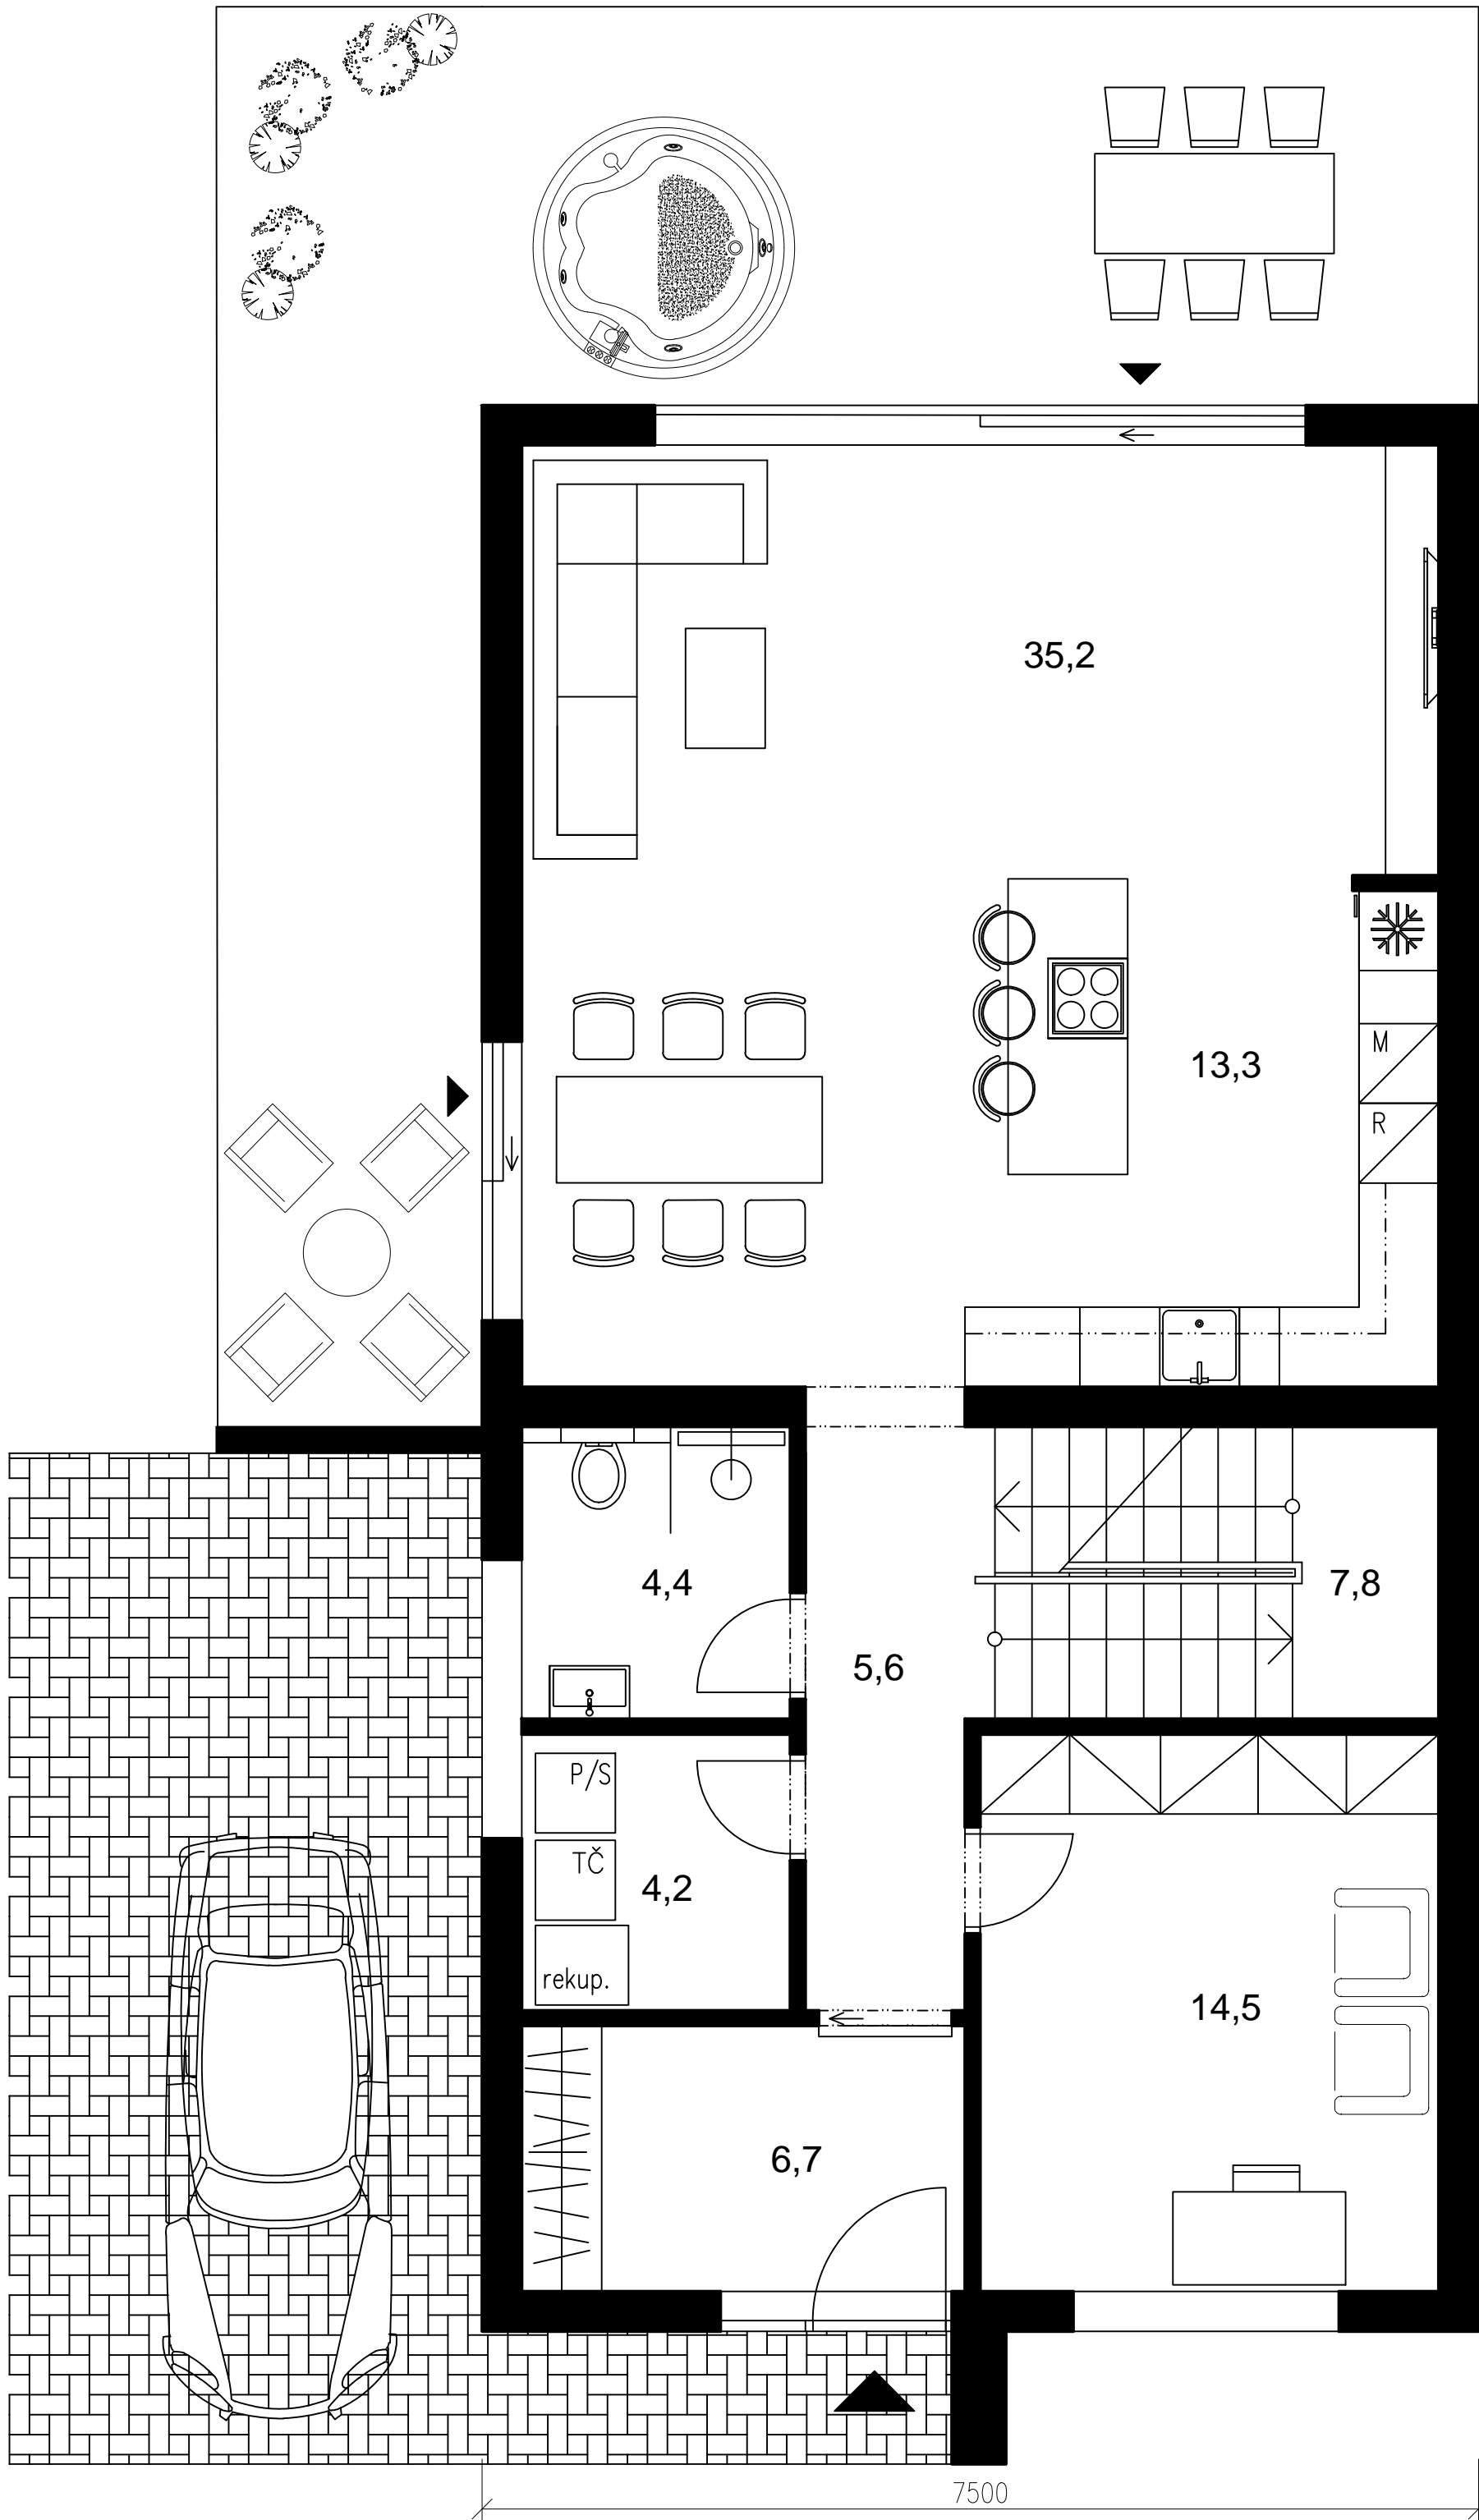 35,2
13,3
M
R
4,4
7,8
5,6
P/S
TČ
4,2
rekup.
14,5
6,7
7500